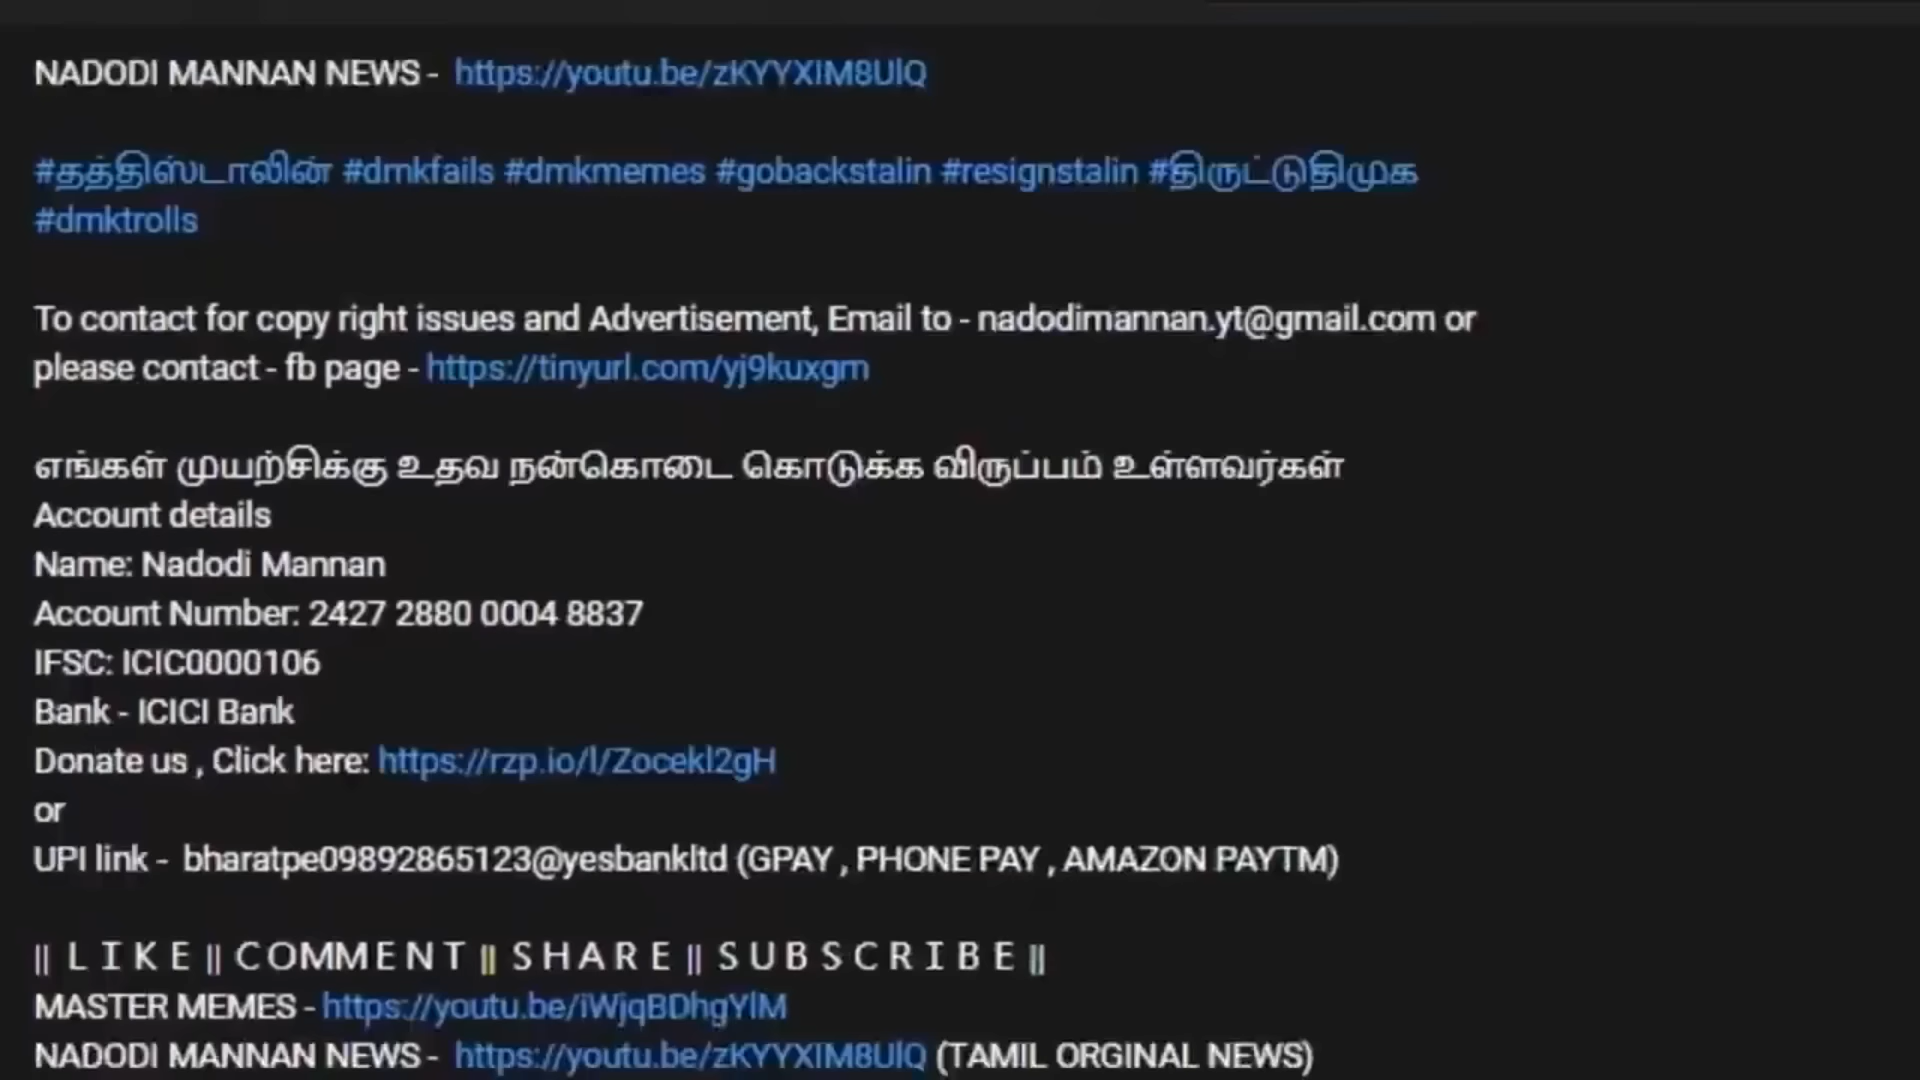 NADODI MANNAN NEWS - https://youtu.be/zKYYXIM8UlQ
#தத்திஸ்டாலின் #dmkfails #dmkmemes #gobackstalin #resignstalin #திருட்டுதிமுக
#dmktrolls
To contact for copy right issues and Advertisement, Email to - nadodimannan.yt@gmail.com or
please contact - fb page - https://tinyurl.com/yj9kuxgm
எங்கள் முயற்சிக்கு உதவ நன்கொடை கொடுக்க விருப்பம் உள்ளவர்கள்
Account details
Name: Nadodi Mannan
Account Number: 2427 2880 0004 8837
IFSC: ICIC0000106
Bank - ICICI Bank
Donate us , Click here: https://rzp.io/l/Zocekl2gH
or
UPI link - bharatpe09892865123@yesbankltd (GPAY , PHONE PAY , AMAZON PAYTM)
|| L I K E || C O M M E N T || S H A R E || S U B S C R I B E ||
MASTER MEMES - https://youtu.be/iWjqBDhgYlM
NADODI MANNAN NEWS - https://youtu.be/zKYYXIM8UlQ (TAMIL ORGINAL NEWS)